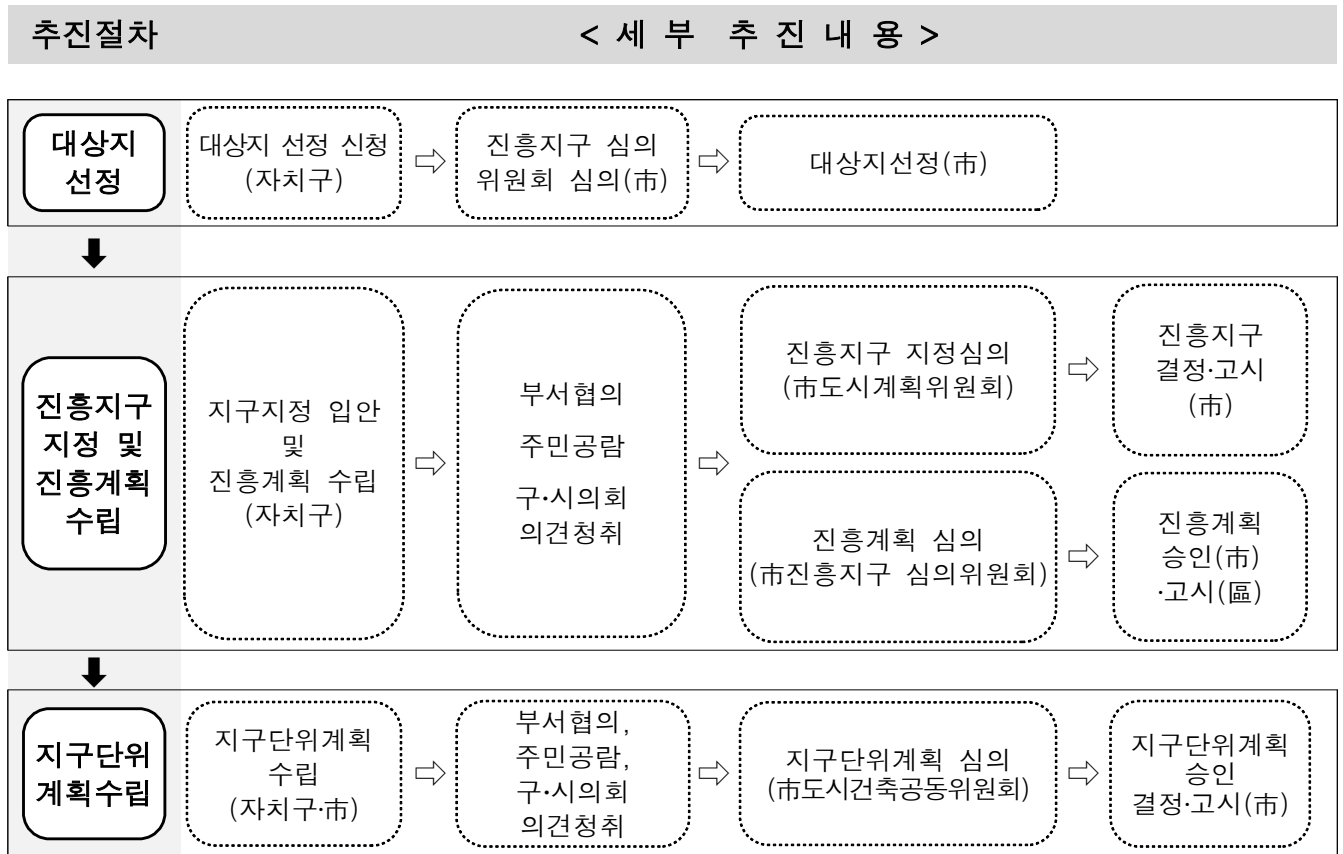 추진절차
< 세 부 추 진 내 용 >
대상지
선정
대상지 선정 신청
(자치구)
⇨
진흥지구 심의
위원회 심의(市)
⇨
대상지선정(市)
⬇
진흥지구
지정 및
진흥계획
수립
지구지정 입안
및
진흥계획 수립
(자치구)
⇨
부서협의
주민공람
구·시의회
의견청취
⇨
진흥지구 지정심의
(市도시계획위원회)
⇨
진흥지구
결정·고시
(市)
진흥계획 심의
(市진흥지구 심의위원회)
⇨
진흥계획
승인(市)
·고시(區)
⬇
지구단위
계획수립
지구단위계획
수립
(자치구·市)
⇨
부서협의,
주민공람,
구·시의회
의견청취
⇨
지구단위계획 심의
(市도시건축공동위원회)
⇨
지구단위계획
승인
결정·고시(市)